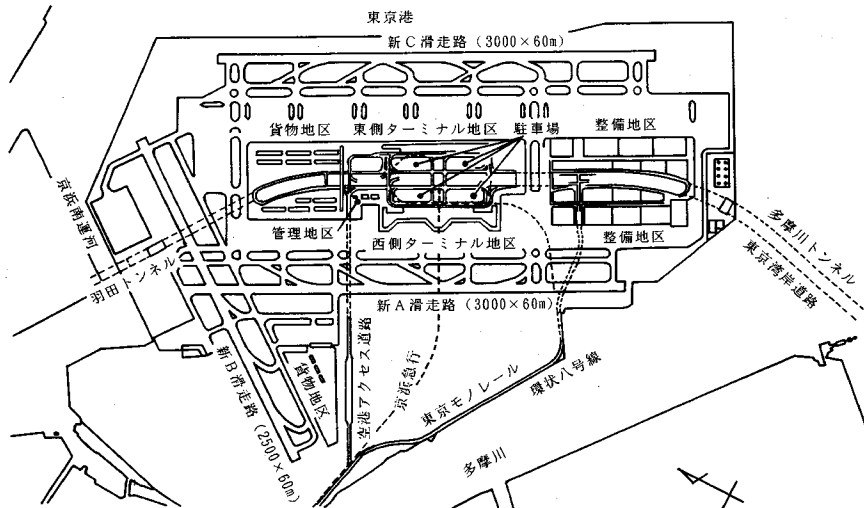 東京港
新C滑走路(3000×60m)
貨物地区
東側ターミナル地区
駐車場
整備地区
京浜南運河
管理地区
西側ターミナル地区
整備地区
多摩川トンネル
東京湾岸道路
羽田トンネル
新A滑走路(3000×60m)
新B滑走路(2500×60m)
貨物地区
空港アクセス道路
京浜急行
東京モノレール
環状八号線
多摩川